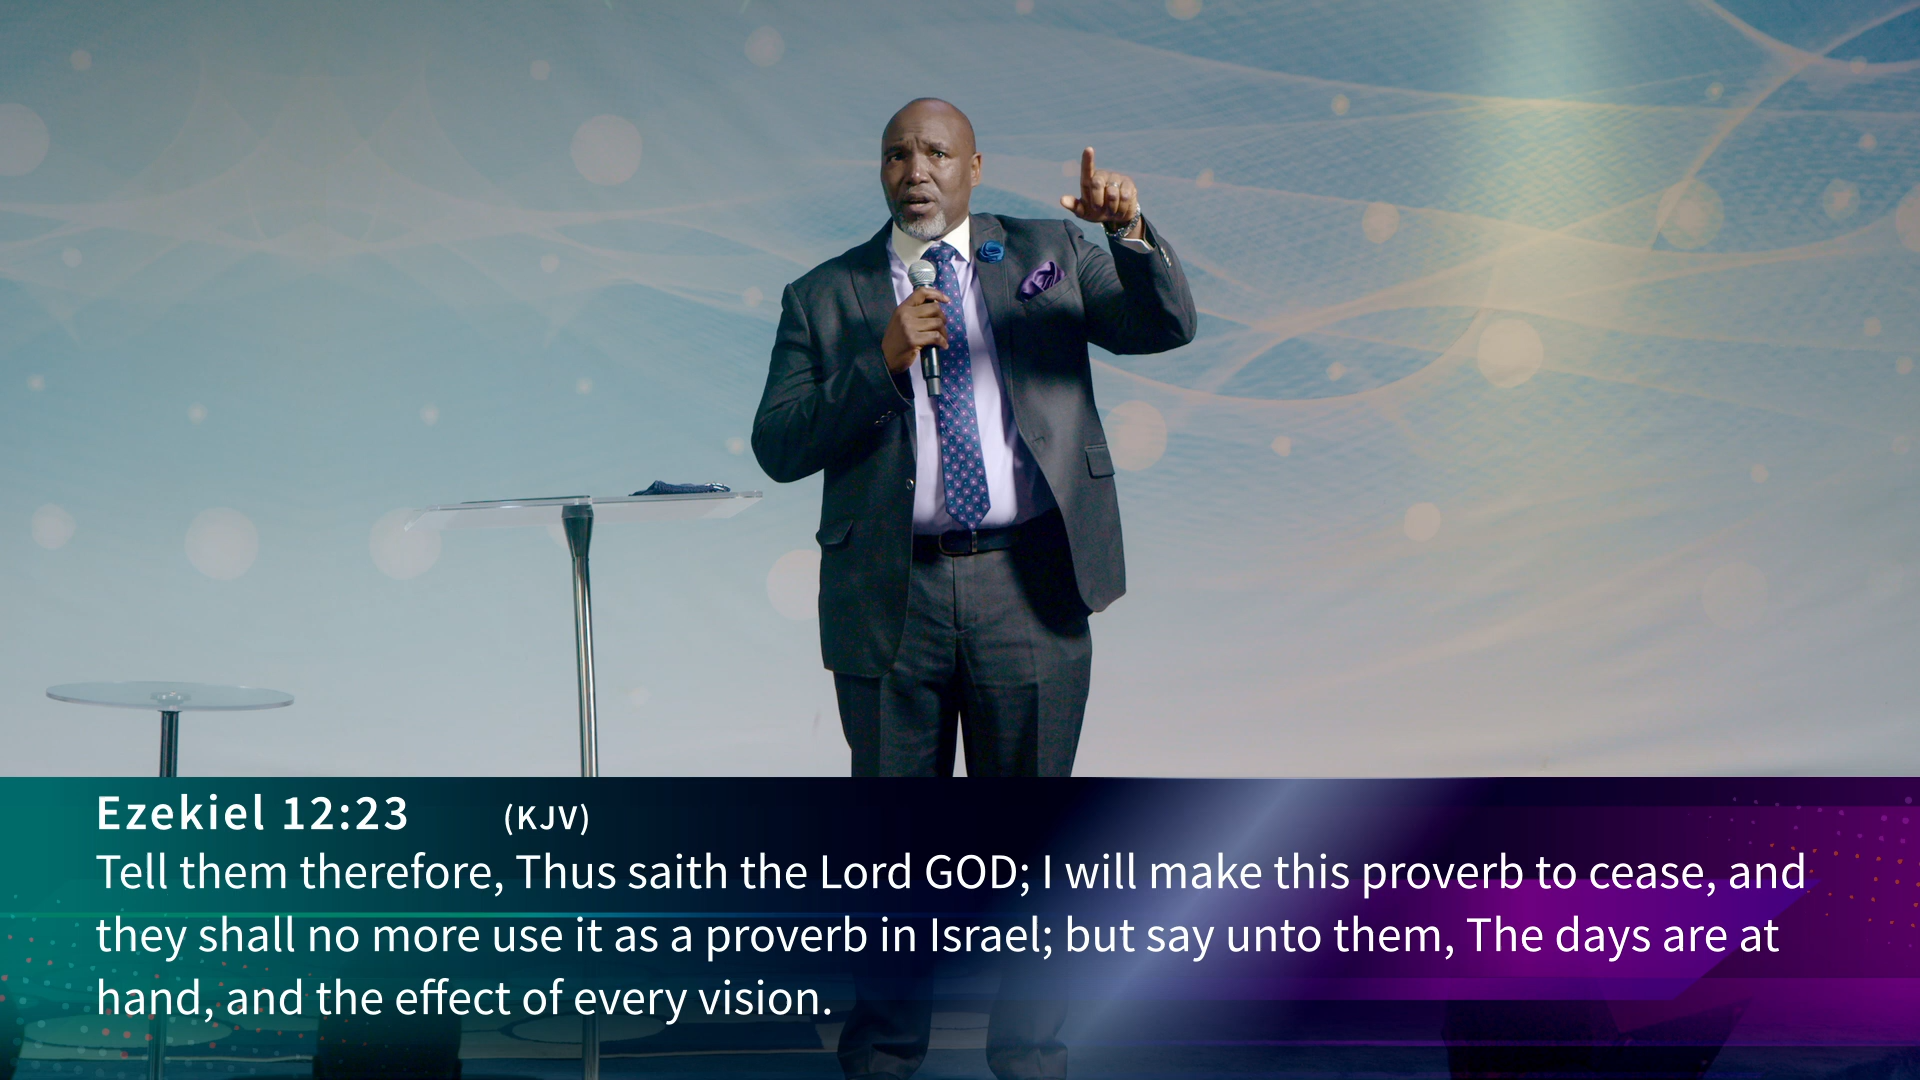 Ezekiel 12:23 (KJV)
Tell them therefore, Thus saith the Lord GOD; I will make this proverb to cease, and
they shall no more use it as a proverb in Israel; but say unto them, The days are at
hand, and the effect of every vision.